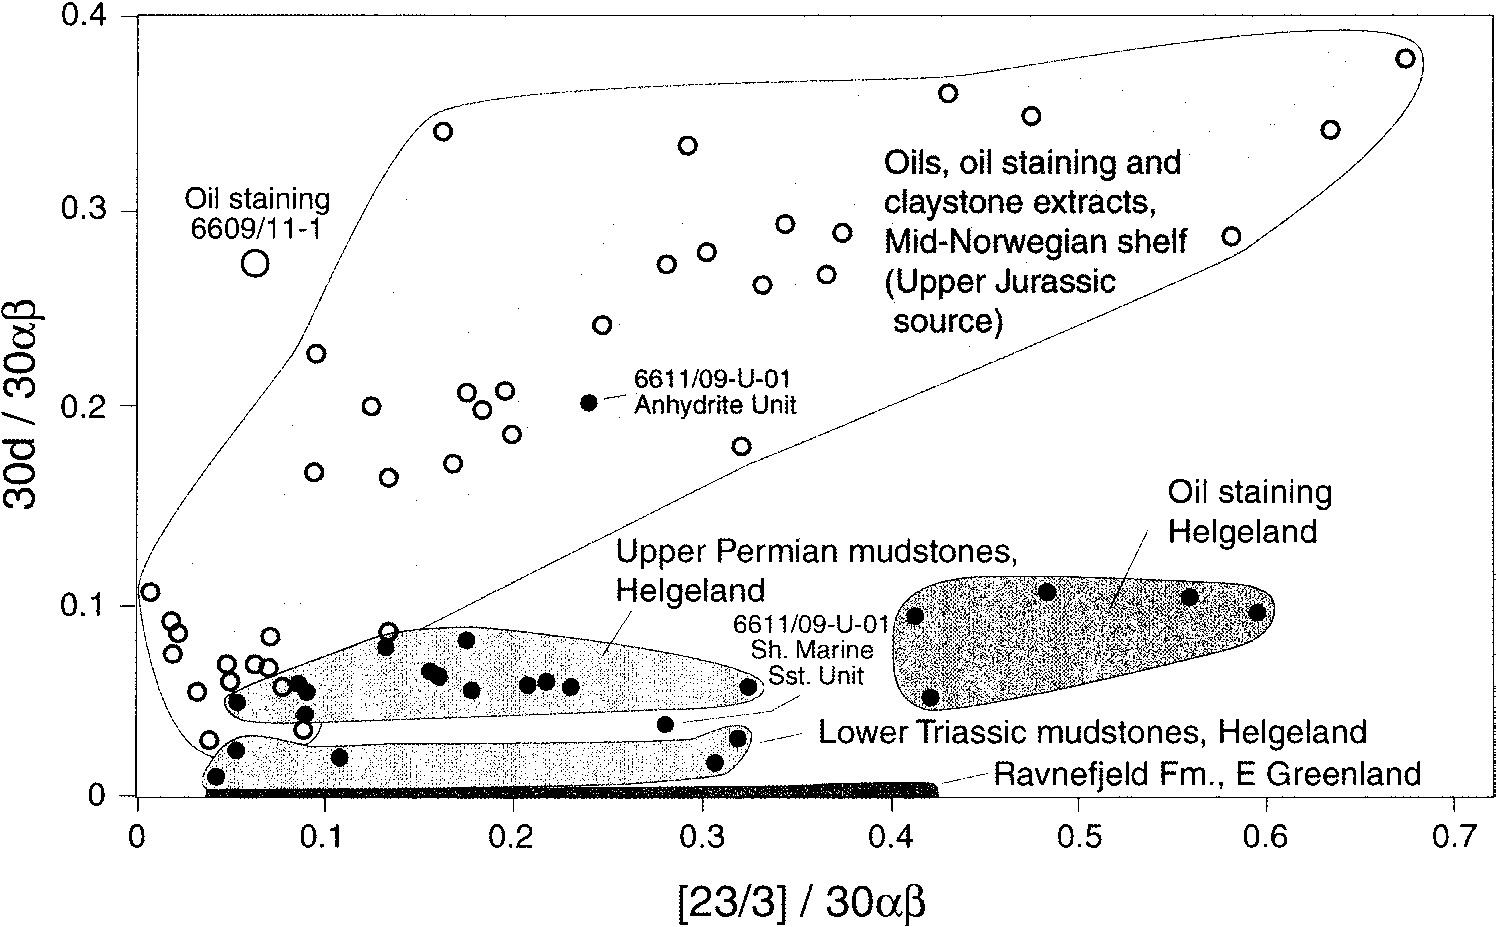 0.4
0.3
0.2
0.1
0
30d / 30αβ
Oil staining
6609/11-1
Oils, oil staining and
claystone extracts,
Mid-Norwegian shelf
(Upper Jurassic
source)
6611/09-U-01
Anhydrite Unit
Oil staining
Helgeland
Upper Permian mudstones,
Helgeland
6611/09-U-01
Sh. Marine
Sst. Unit
Lower Triassic mudstones, Helgeland
Ravnefjeld Fm., E Greenland
0 0.1 0.2 0.3 0.4 0.5 0.6 0.7
[23/3] / 30αβ